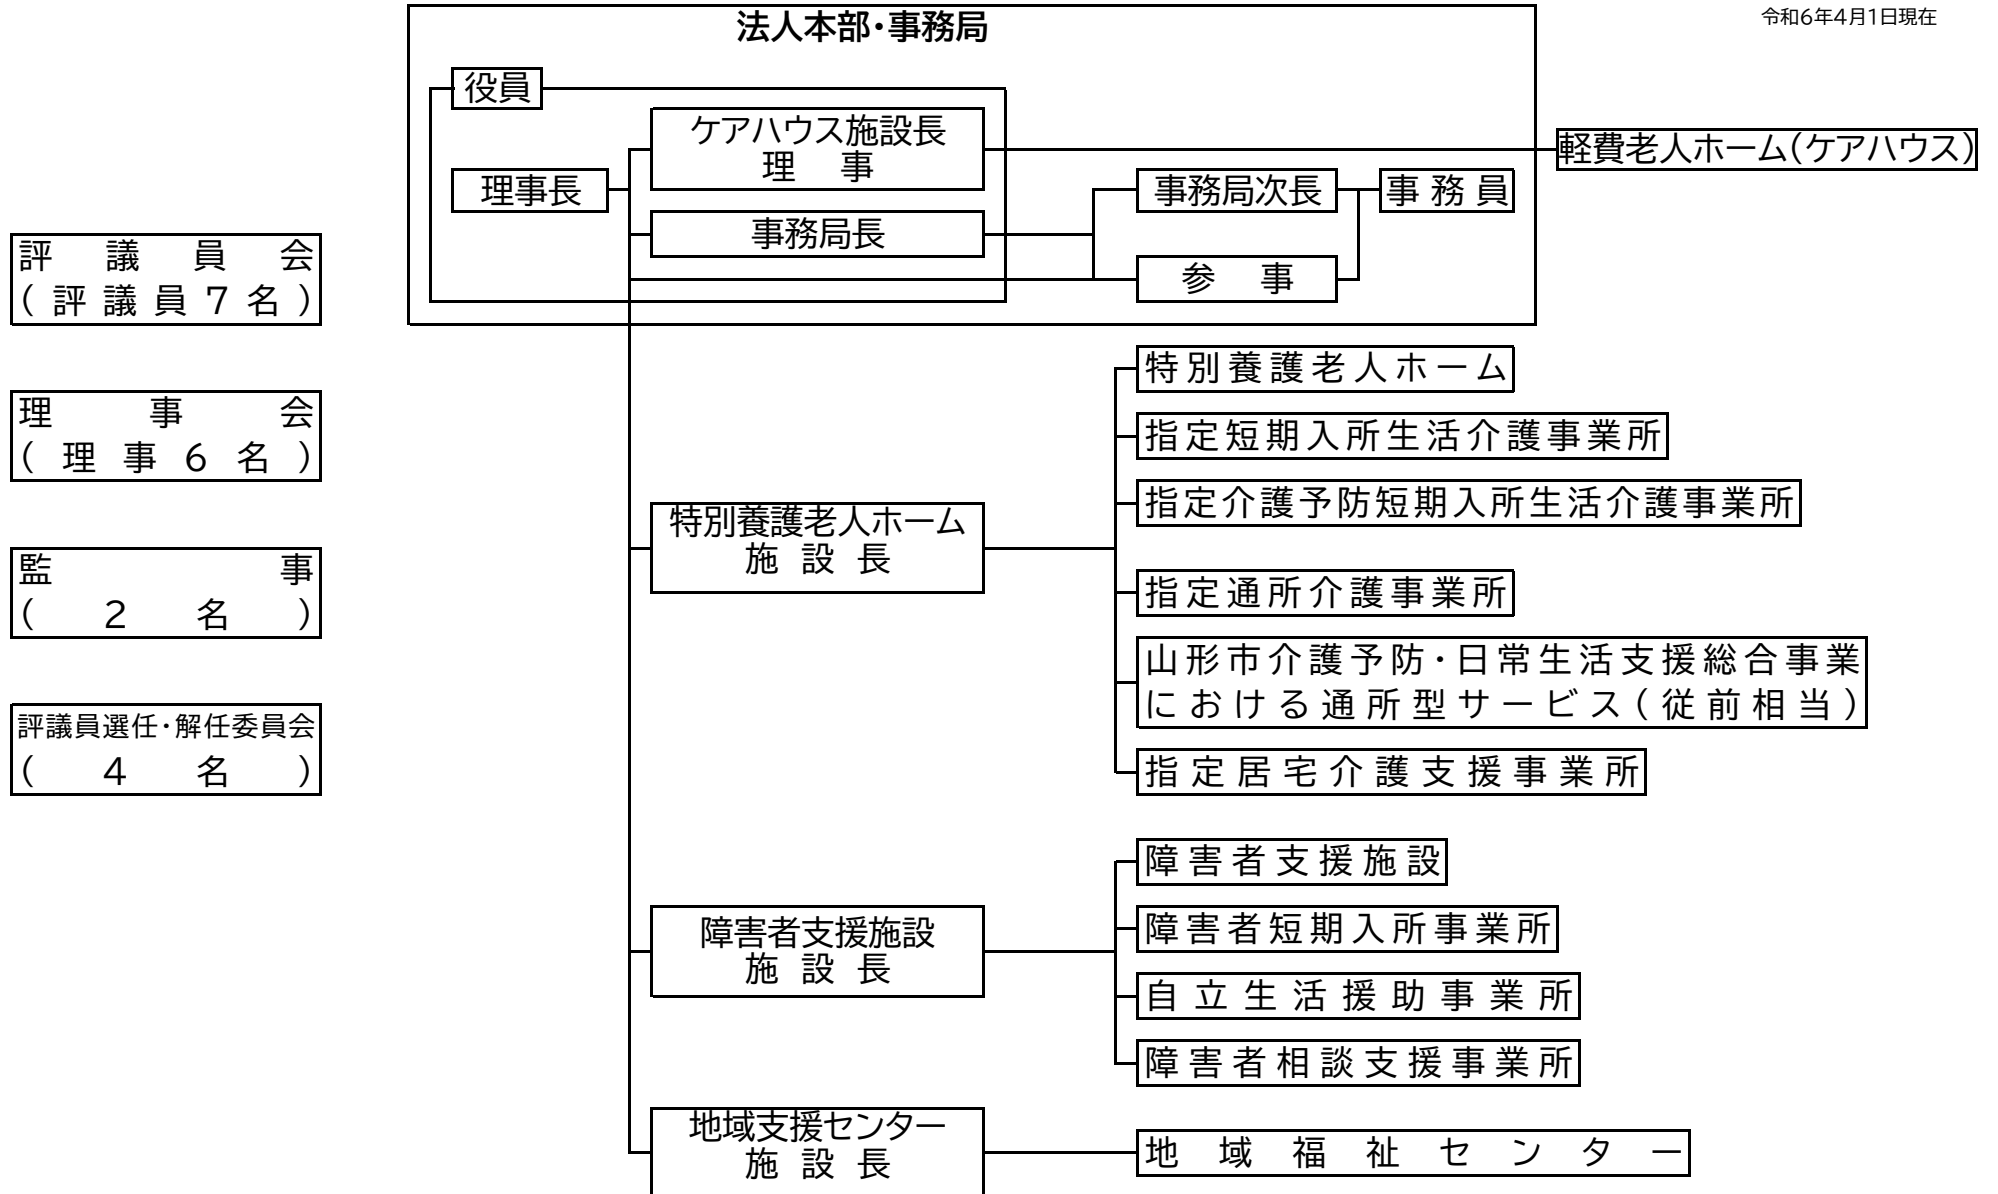 法人本部・事務局
令和6年4月1日現在
役員
ケアハウス施設長
理　事
軽費老人ホーム(ケアハウス)
理事長
事務局次長
事務員
事務局長
参　事
評議員会
(評議員7名)
理事会
(理事6名)
監事
(2名)
評議員選任・解任委員会
(4名)
特別養護老人ホーム
施設長
特別養護老人ホーム
指定短期入所生活介護事業所
指定介護予防短期入所生活介護事業所
指定通所介護事業所
山形市介護予防・日常生活支援総合事業
における通所型サービス(従前相当)
指定居宅介護支援事業所
障害者支援施設
施設長
障害者支援施設
障害者短期入所事業所
自立生活援助事業所
障害者相談支援事業所
地域支援センター
施設長
地域福祉センター